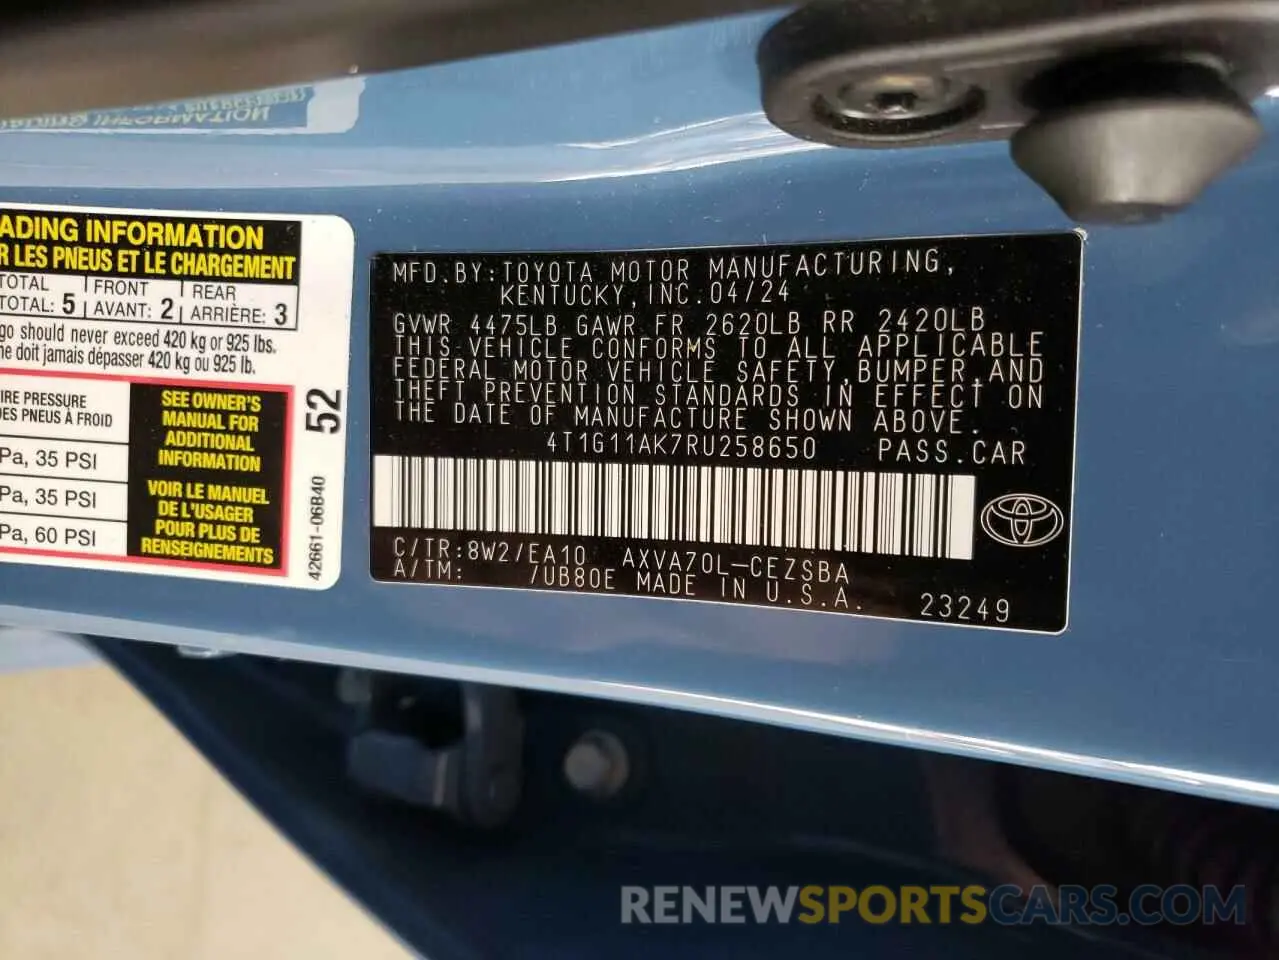 INFORMATION
ADING INFORMATION
R LES PNEUS ET LE CHARGEMENT
TOTAL FRONT REAR
TOTAL: 5 AVANT: 2 ARRIÈRE: 3
go should never exceed 420 kg or 925 lbs.
ne doit jamais dépasser 420 kg ou 925 lb.
IRE PRESSURE
DES PNEUS À FROID
Pa, 35 PSI
Pa, 35 PSI
Pa, 60 PSI
SEE OWNER'S
MANUAL FOR
ADDITIONAL
INFORMATION
VOIR LE MANUEL
DE L'USAGER
POUR PLUS DE
RENSEIGNEMENTS
52
42661-06B40
MFD.BY:TOYOTA MOTOR MANUFACTURING,
KENTUCKY,INC.04/24
GVWR 4475LB GAWR FR 2620LB RR 2420LB
THIS VEHICLE CONFORMS TO ALL APPLICABLE
FEDERAL MOTOR VEHICLE SAFETY,BUMPER,AND
THEFT PREVENTION STANDARDS IN EFFECT ON
THE DATE OF MANUFACTURE SHOWN ABOVE.
4T1G11AK7RU258650 PASS.CAR
C/TR:8W2/EA10 AXVA70L-CEZSBA
A/TM: /UB80E MADE IN U.S.A.
23249
RENEWSPORTSCARS.COM